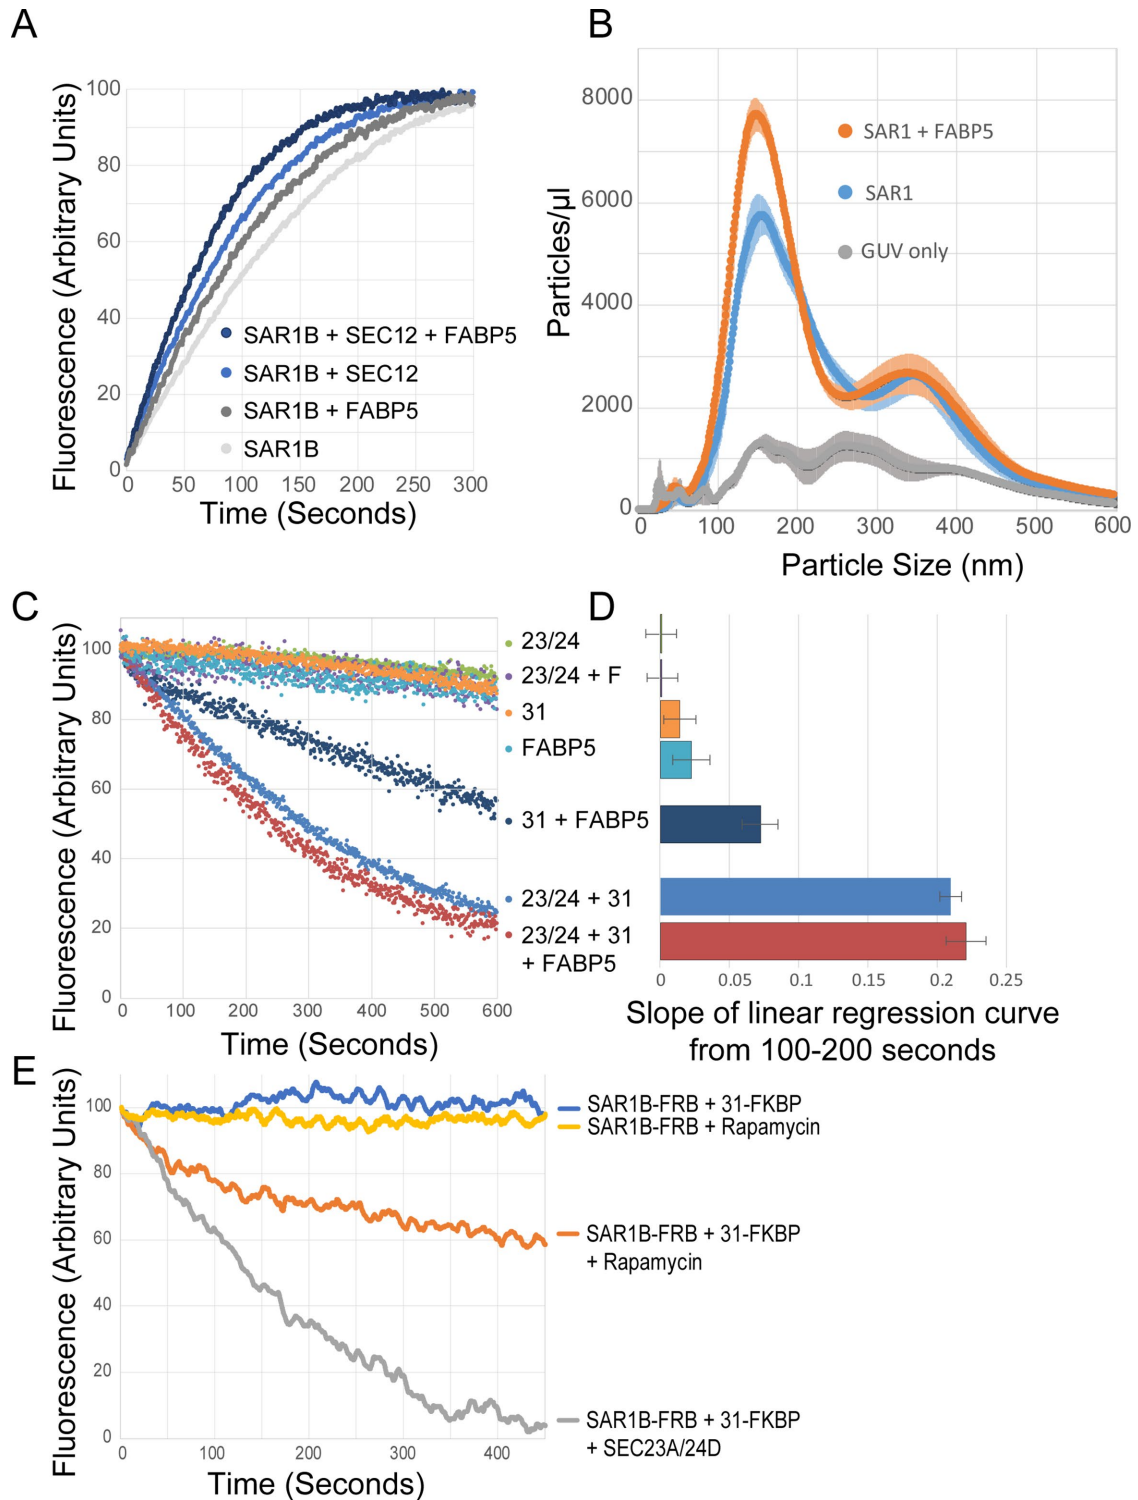 A
Fluorescence (Arbitrary Units)
100
80
60
40
20
0
SAR1B + SEC12 + FABP5
SAR1B + SEC12
SAR1B + FABP5
SAR1B
0 50 100 150 200 250 300
Time (Seconds)
B
Particles/µl
8000
6000
4000
2000
0
SAR1 + FABP5
SAR1
GUV only
0 100 200 300 400 500 600
Particle Size (nm)
C
Fluorescence (Arbitrary Units)
100
80
60
40
20
0
23/24
23/24 + F
31
FABP5
31 + FABP5
23/24 + 31
23/24 + 31
+ FABP5
0 100 200 300 400 500 600
Time (Seconds)
D
0 0.05 0.1 0.15 0.2 0.25
Slope of linear regression curve
from 100-200 seconds
E
Fluorescence (Arbitrary Units)
100
80
60
40
20
0
SAR1B-FRB + 31-FKBP
SAR1B-FRB + Rapamycin
SAR1B-FRB + 31-FKBP
+ Rapamycin
SAR1B-FRB + 31-FKBP
+ SEC23A/24D
0 100 200 300 400
Time (Seconds)